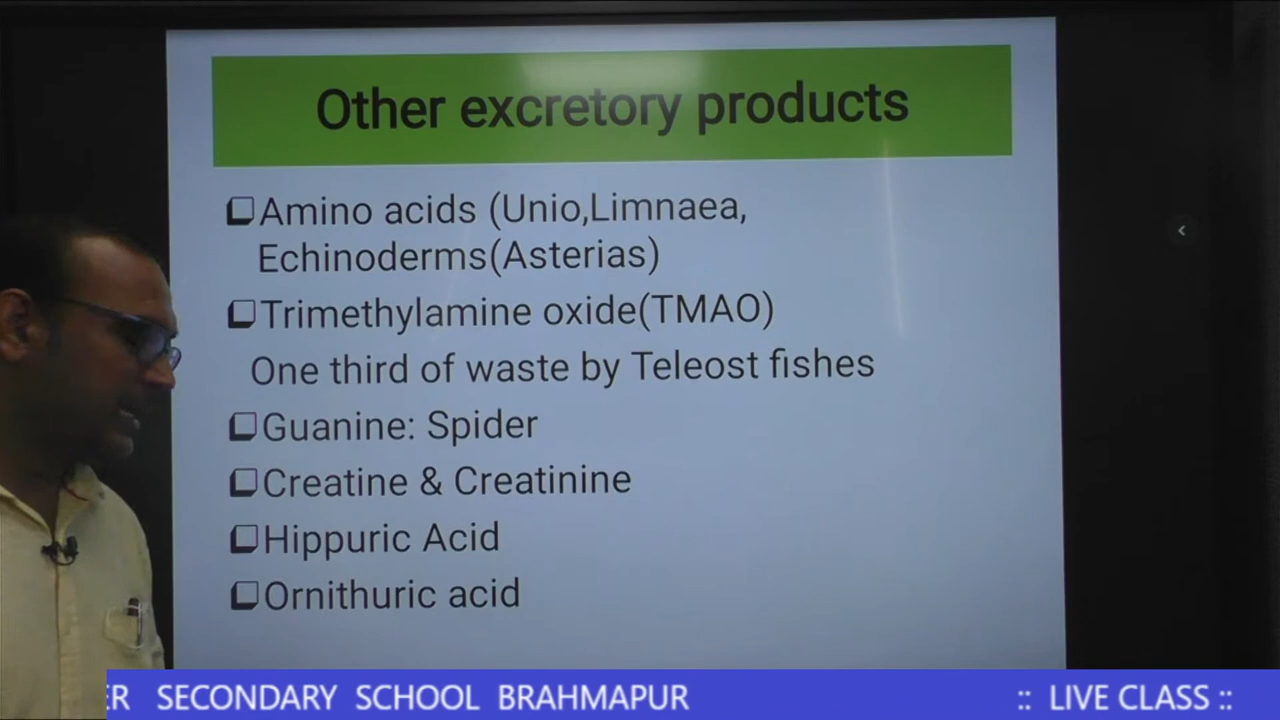 Other excretory products
Amino acids (Unio,Limnaea,
Echinoderms(Asterias)
Trimethylamine oxide(TMAO)
One third of waste by Teleost fishes
Guanine: Spider
Creatine & Creatinine
Hippuric Acid
Ornithuric acid
SECONDARY SCHOOL BRAHMAPUR :: LIVE CLASS ::